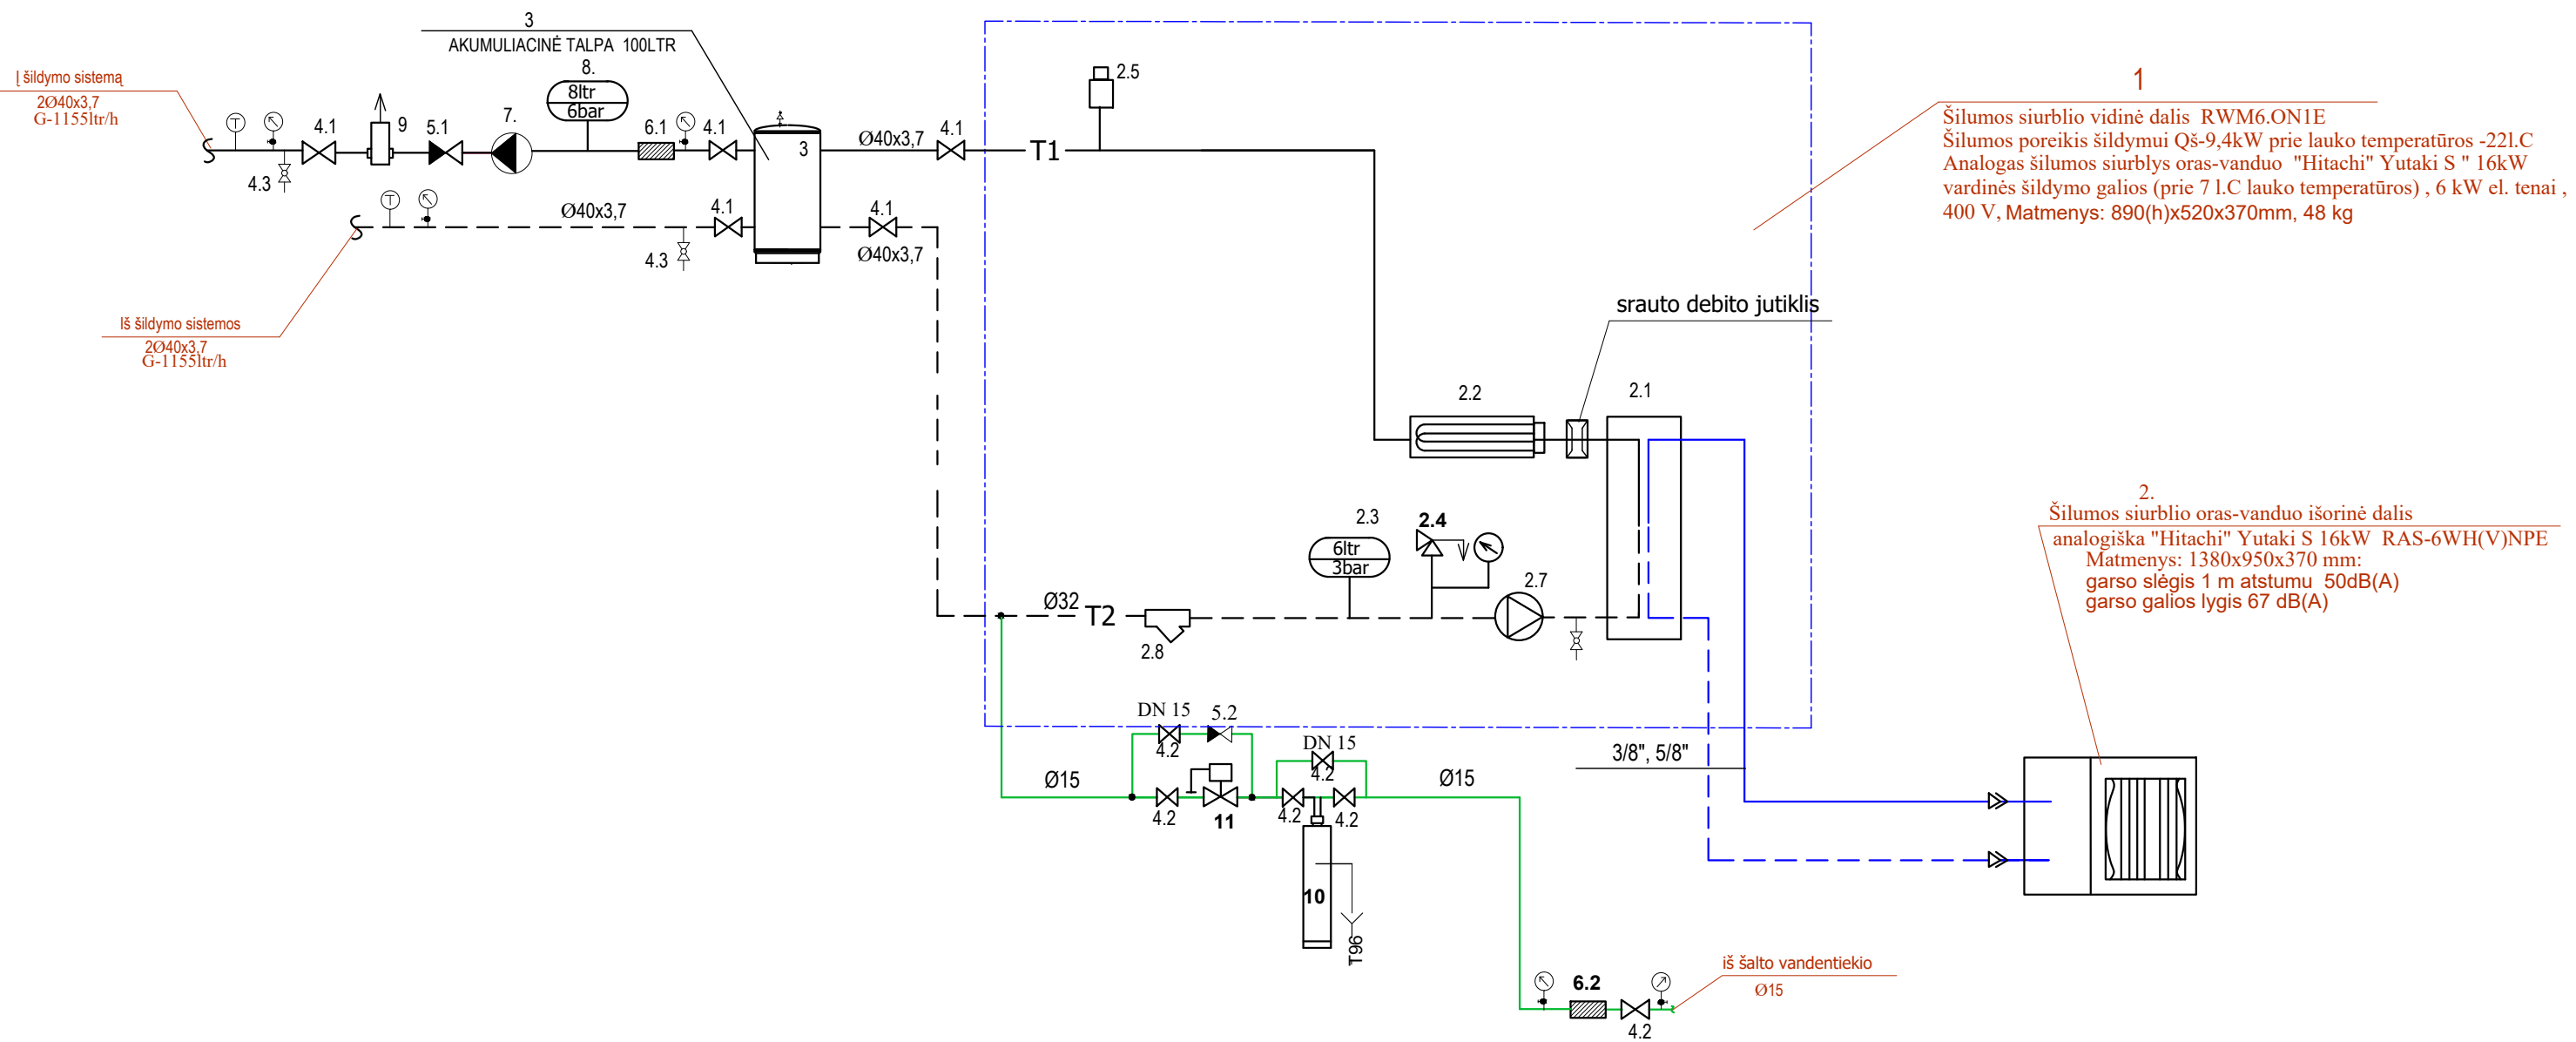 3
AKUMULIACINĖ TALPA 100LTR
Į šildymo sistemą
2Ø40x3,7
G-1155ltr/h
T
4.1
9
5.1
7.
8.
8ltr
6bar
6.1
4.1
3
Ø40x3,7
4.1
T1
2.5
4.3
T
Ø40x3,7
4.1
4.3
4.1
Ø40x3,7
Iš šildymo sistemos
2Ø40x3,7
G-1155ltr/h
1
Šilumos siurblio vidinė dalis RWM6.ON1E
Šilumos poreikis šildymui Qš-9,4kW prie lauko temperatūros -22l.C
Analogas šilumos siurblys oras-vanduo "Hitachi" Yutaki S " 16kW
vardinės šildymo galios (prie 7 l.C lauko temperatūros) , 6 kW el. tenai ,
400 V, Matmenys: 890(h)x520x370mm, 48 kg
srauto debito jutiklis
2.2
2.1
2.3
6ltr
3bar
2.4
2.7
Ø32
T2
2.8
2.
Šilumos siurblio oras-vanduo išorinė dalis
analogiška "Hitachi" Yutaki S 16kW RAS-6WH(V)NPE
Matmenys: 1380x950x370 mm:
garso slėgis 1 m atstumu 50dB(A)
garso galios lygis 67 dB(A)
DN 15
5.2
4.2
DN 15
4.2
3/8", 5/8"
Ø15
4.2
11
4.2
4.2
Ø15
10
T96
iš šalto vandentiekio
Ø15
6.2
4.2